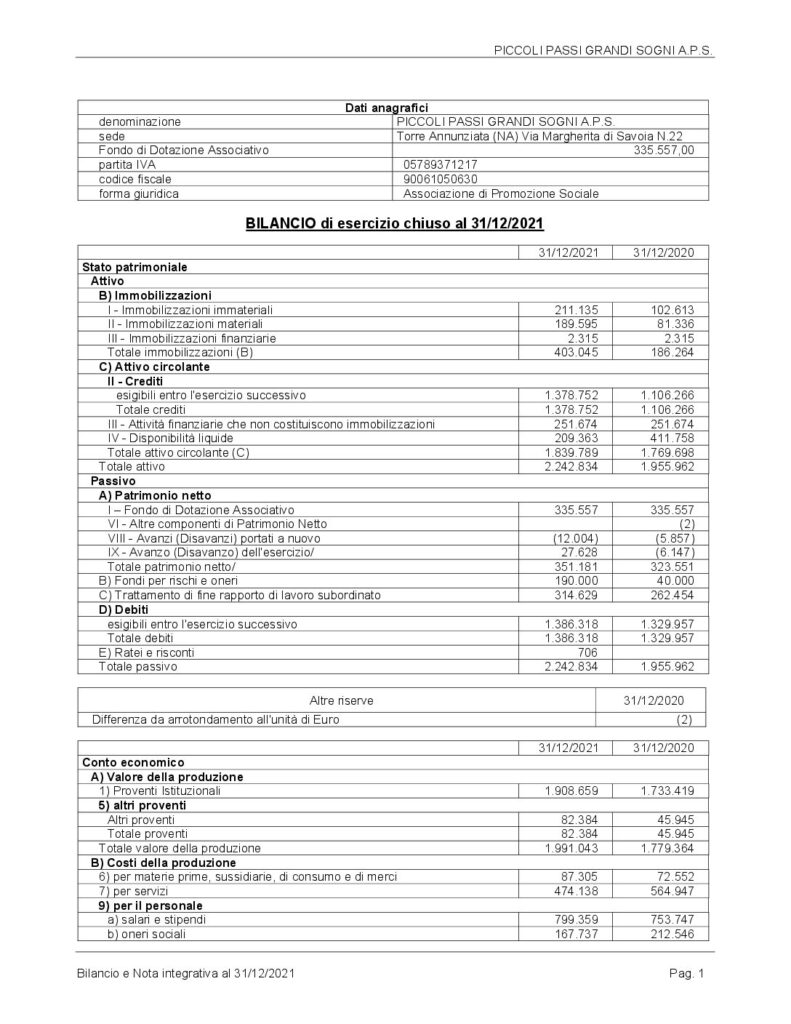 PICCOLI PASSI GRANDI SOGNI A.P.S.
Dati anagrafici
denominazione PICCOLI PASSI GRANDI SOGNI A.P.S.
sede Torre Annunziata (NA) Via Margherita di Savoia N.22
Fondo di Dotazione Associativo 335.557,00
partita IVA 05789371217
codice fiscale 90061050630
forma giuridica Associazione di Promozione Sociale
BILANCIO di esercizio chiuso al 31/12/2021
31/12/2021 31/12/2020
Stato patrimoniale
Attivo
B) Immobilizzazioni
I - Immobilizzazioni immateriali 211.135 102.613
II - Immobilizzazioni materiali 189.595 81.336
III - Immobilizzazioni finanziarie 2.315 2.315
Totale immobilizzazioni (B) 403.045 186.264
C) Attivo circolante
II - Crediti
esigibili entro l'esercizio successivo 1.378.752 1.106.266
Totale crediti 1.378.752 1.106.266
III - Attività finanziarie che non costituiscono immobilizzazioni 251.674 251.674
IV - Disponibilità liquide 209.363 411.758
Totale attivo circolante (C) 1.839.789 1.769.698
Totale attivo 2.242.834 1.955.962
Passivo
A) Patrimonio netto
I – Fondo di Dotazione Associativo 335.557 335.557
VI - Altre componenti di Patrimonio Netto (2)
VIII - Avanzi (Disavanzi) portati a nuovo (12.004) (5.857)
IX - Avanzo (Disavanzo) dell'esercizio/ 27.628 (6.147)
Totale patrimonio netto/ 351.181 323.551
B) Fondi per rischi e oneri 190.000 40.000
C) Trattamento di fine rapporto di lavoro subordinato 314.629 262.454
D) Debiti
esigibili entro l'esercizio successivo 1.386.318 1.329.957
Totale debiti 1.386.318 1.329.957
E) Ratei e risconti 706
Totale passivo 2.242.834 1.955.962
Altre riserve 31/12/2020
Differenza da arrotondamento all'unità di Euro (2)
31/12/2021 31/12/2020
Conto economico
A) Valore della produzione
1) Proventi Istituzionali 1.908.659 1.733.419
5) altri proventi
Altri proventi 82.384 45.945
Totale proventi 82.384 45.945
Totale valore della produzione 1.991.043 1.779.364
B) Costi della produzione
6) per materie prime, sussidiarie, di consumo e di merci 87.305 72.552
7) per servizi 474.138 564.947
9) per il personale
a) salari e stipendi 799.359 753.747
b) oneri sociali 167.737 212.546
Bilancio e Nota integrativa al 31/12/2021 Pag. 1